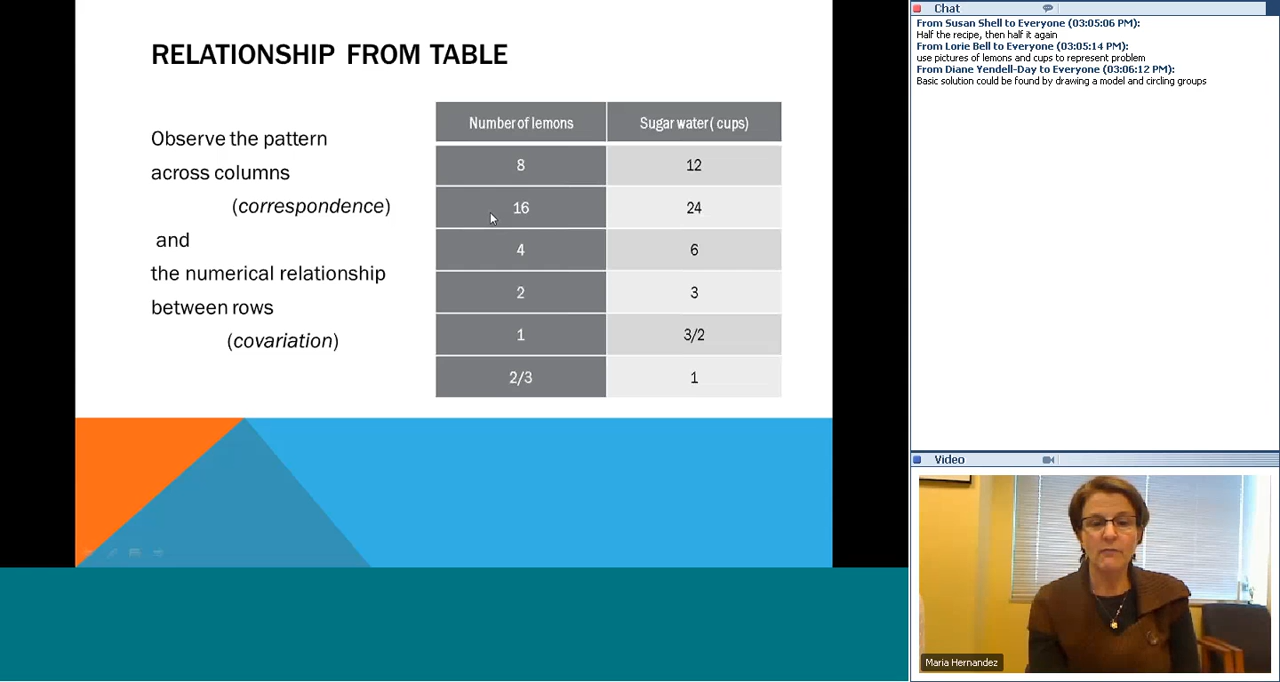 RELATIONSHIP FROM TABLE
Observe the pattern
across columns
(correspondence)
and
the numerical relationship
between rows
(covariation)
Number of lemons Sugar water( cups)
8 12
16 24
4 6
2 3
1 3/2
2/3 1
Chat
From Susan Shell to Everyone (03:05:06 PM):
Half the recipe, then half it again
From Lorie Bell to Everyone (03:05:14 PM):
use pictures of lemons and cups to represent problem
From Diane Yendell-Day to Everyone (03:06:12 PM):
Basic solution could be found by drawing a model and circling groups
Video
Maria Hernandez